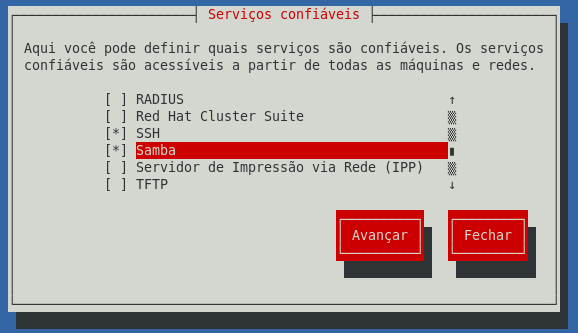 Serviços confiáveis
Aqui você pode definir quais serviços são confiáveis. Os serviços
confiáveis são acessíveis a partir de todas as máquinas e redes.
[ ] RADIUS ↑
[ ] Red Hat Cluster Suite
[*] SSH
[*] Samba
[ ] Servidor de Impressão via Rede (IPP)
[ ] TFTP ↓
Avançar Fechar